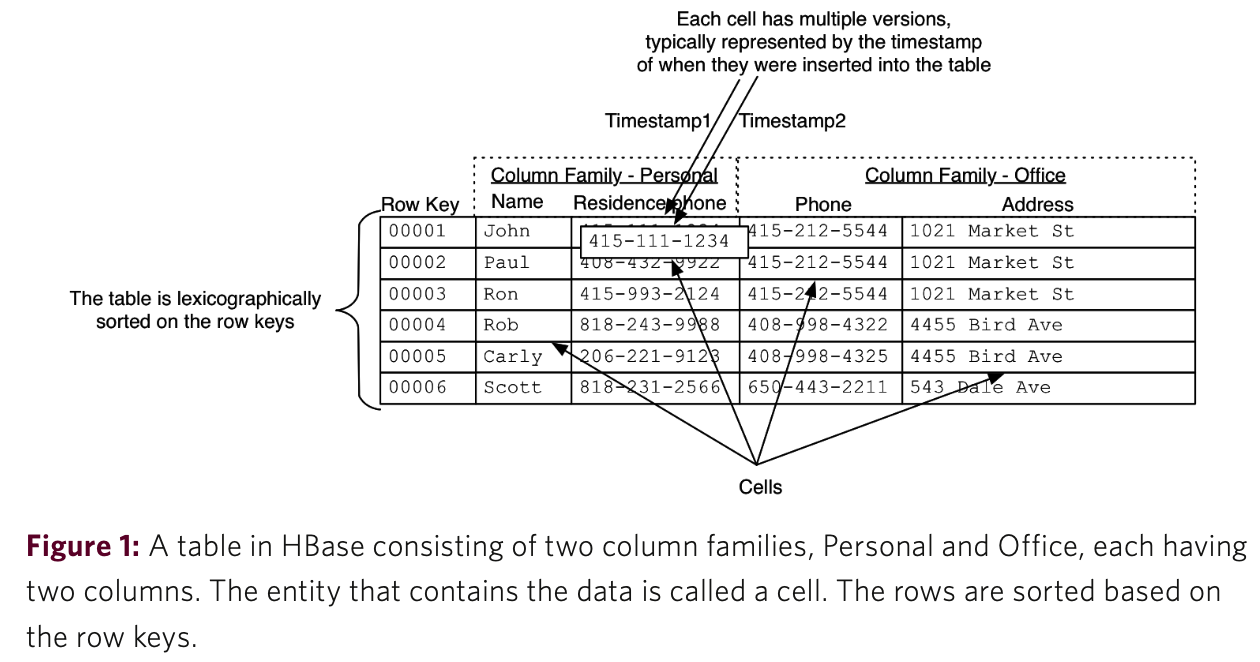 Each cell has multiple versions,
typically represented by the timestamp
of when they were inserted into the table
Timestamp1 Timestamp2
Column Family - Personal Column Family - Office
Row Key Name Residence phone Phone Address
00001 John 415-111-1234 415-212-5544 1021 Market St
00002 Paul 408-432-9922 415-212-5544 1021 Market St
00003 Ron 415-993-2124 415-212-5544 1021 Market St
00004 Rob 818-243-9988 408-998-4322 4455 Bird Ave
00005 Carly 206-221-9123 408-998-4325 4455 Bird Ave
00006 Scott 818-231-2566 650-443-2211 543 Dale Ave
The table is lexicographically
sorted on the row keys
Cells
Figure 1: A table in HBase consisting of two column families, Personal and Office, each having
two columns. The entity that contains the data is called a cell. The rows are sorted based on
the row keys.